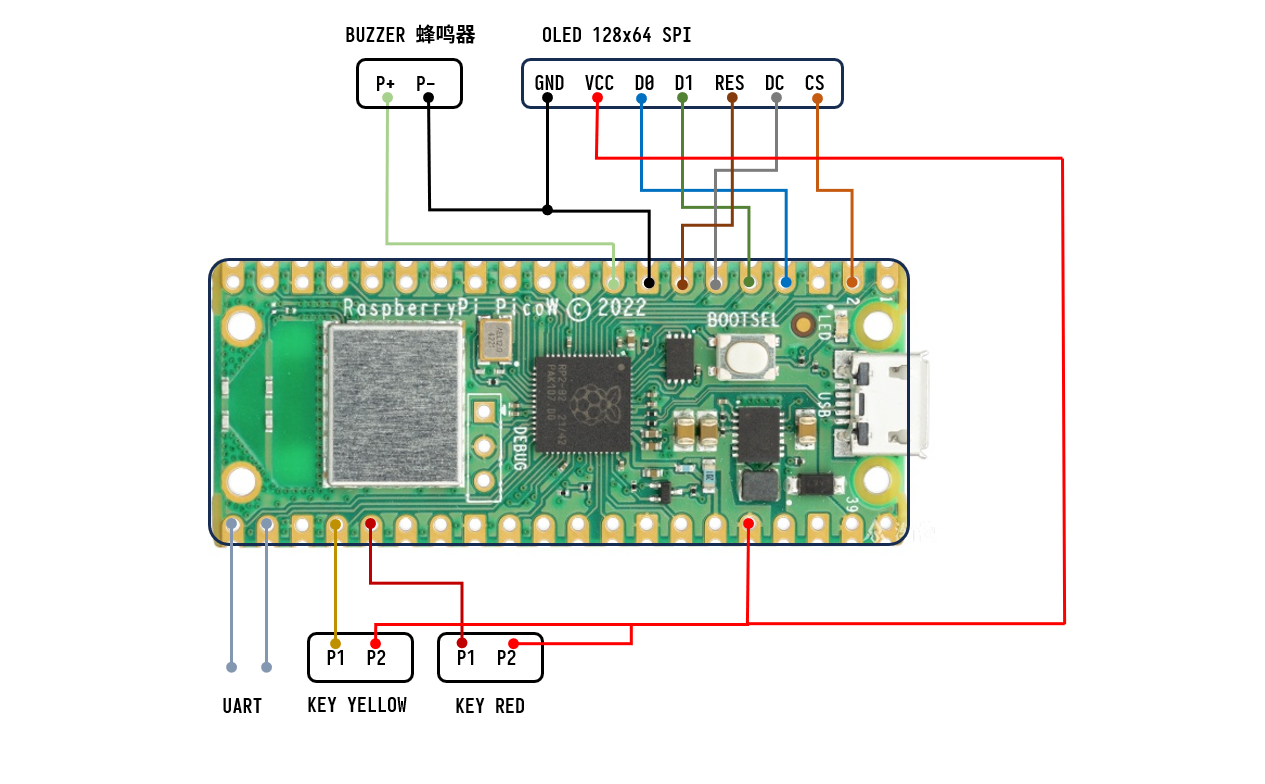 BUZZER 蜂鸣器
OLED 128x64 SPI
P+ P-
GND VCC D0 D1 RES DC CS
RaspberryPi PicoW © 2022
BOOTSEL
LED
2
1
USB
DEBUG
39
P1 P2
P1 P2
UART
KEY YELLOW
KEY RED